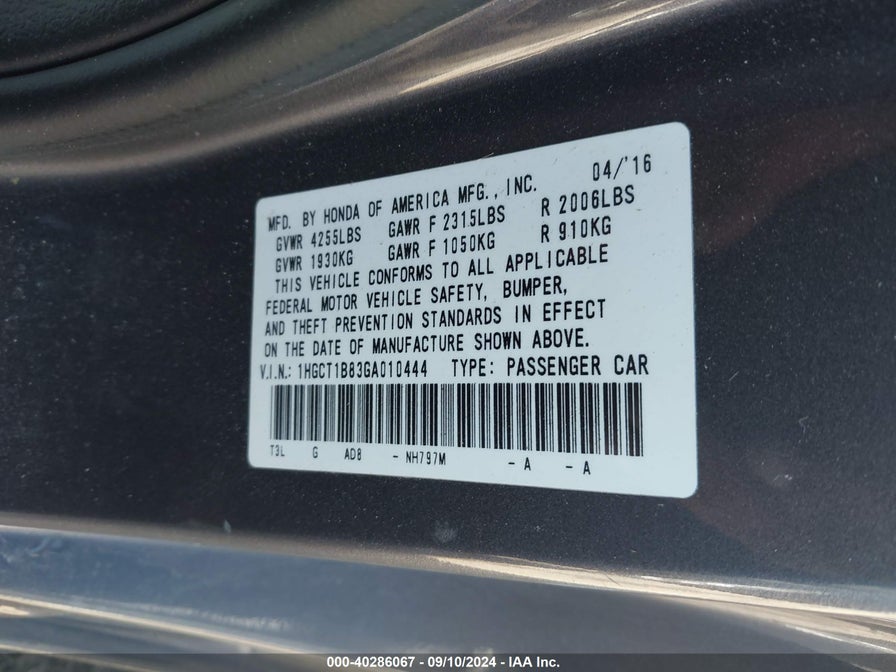 04/'16
MFD. BY HONDA OF AMERICA MFG., INC.
GVWR 4255LBS GAWR F 2315LBS R 2006LBS
GVWR 1930KG GAWR F 1050KG R 910KG
THIS VEHICLE CONFORMS TO ALL APPLICABLE
FEDERAL MOTOR VEHICLE SAFETY, BUMPER,
AND THEFT PREVENTION STANDARDS IN EFFECT
ON THE DATE OF MANUFACTURE SHOWN ABOVE.
V.I.N.: 1HGCT1B83GA010444 TYPE: PASSENGER CAR
T3L G AD8 - NH797M - A - A
000-40286067 - 09/10/2024 - IAA Inc.